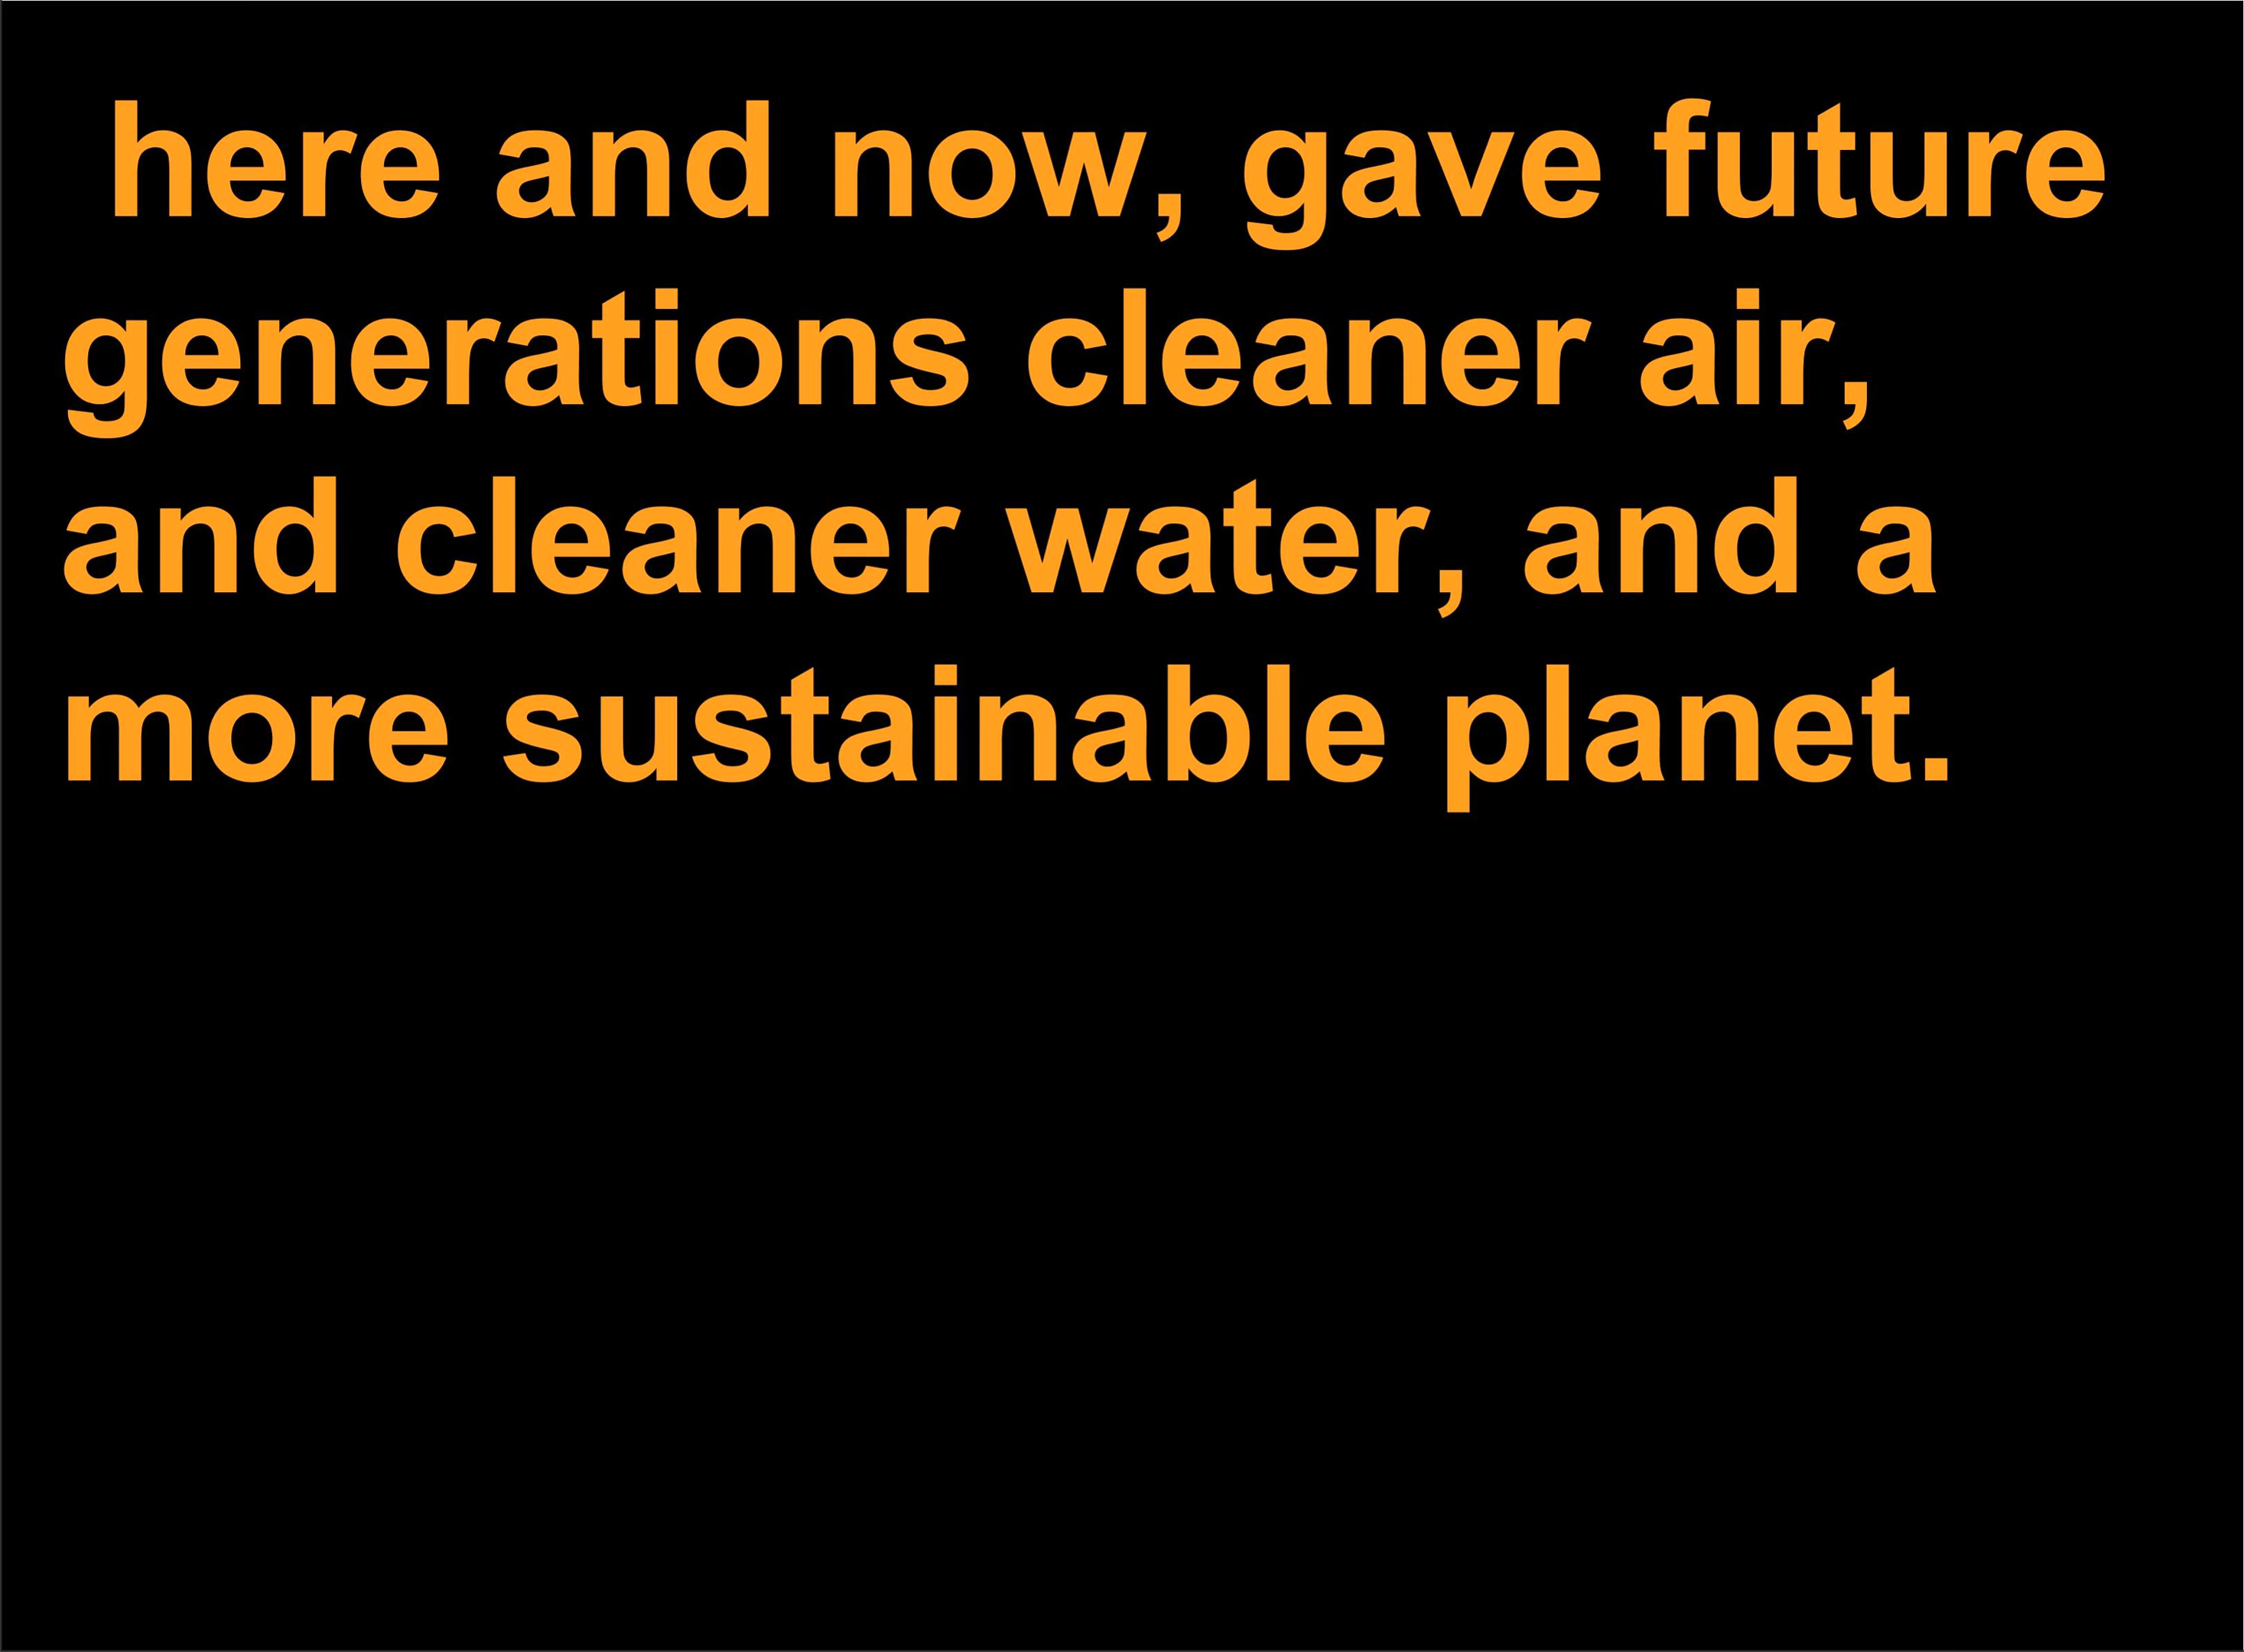 here and now, gave future
generations cleaner air,
and cleaner water, and a
more sustainable planet.